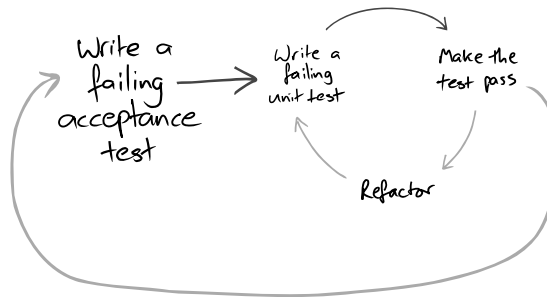 Write a
failing
acceptance
test
Write a
failing
unit test
Make the
test pass
Refactor